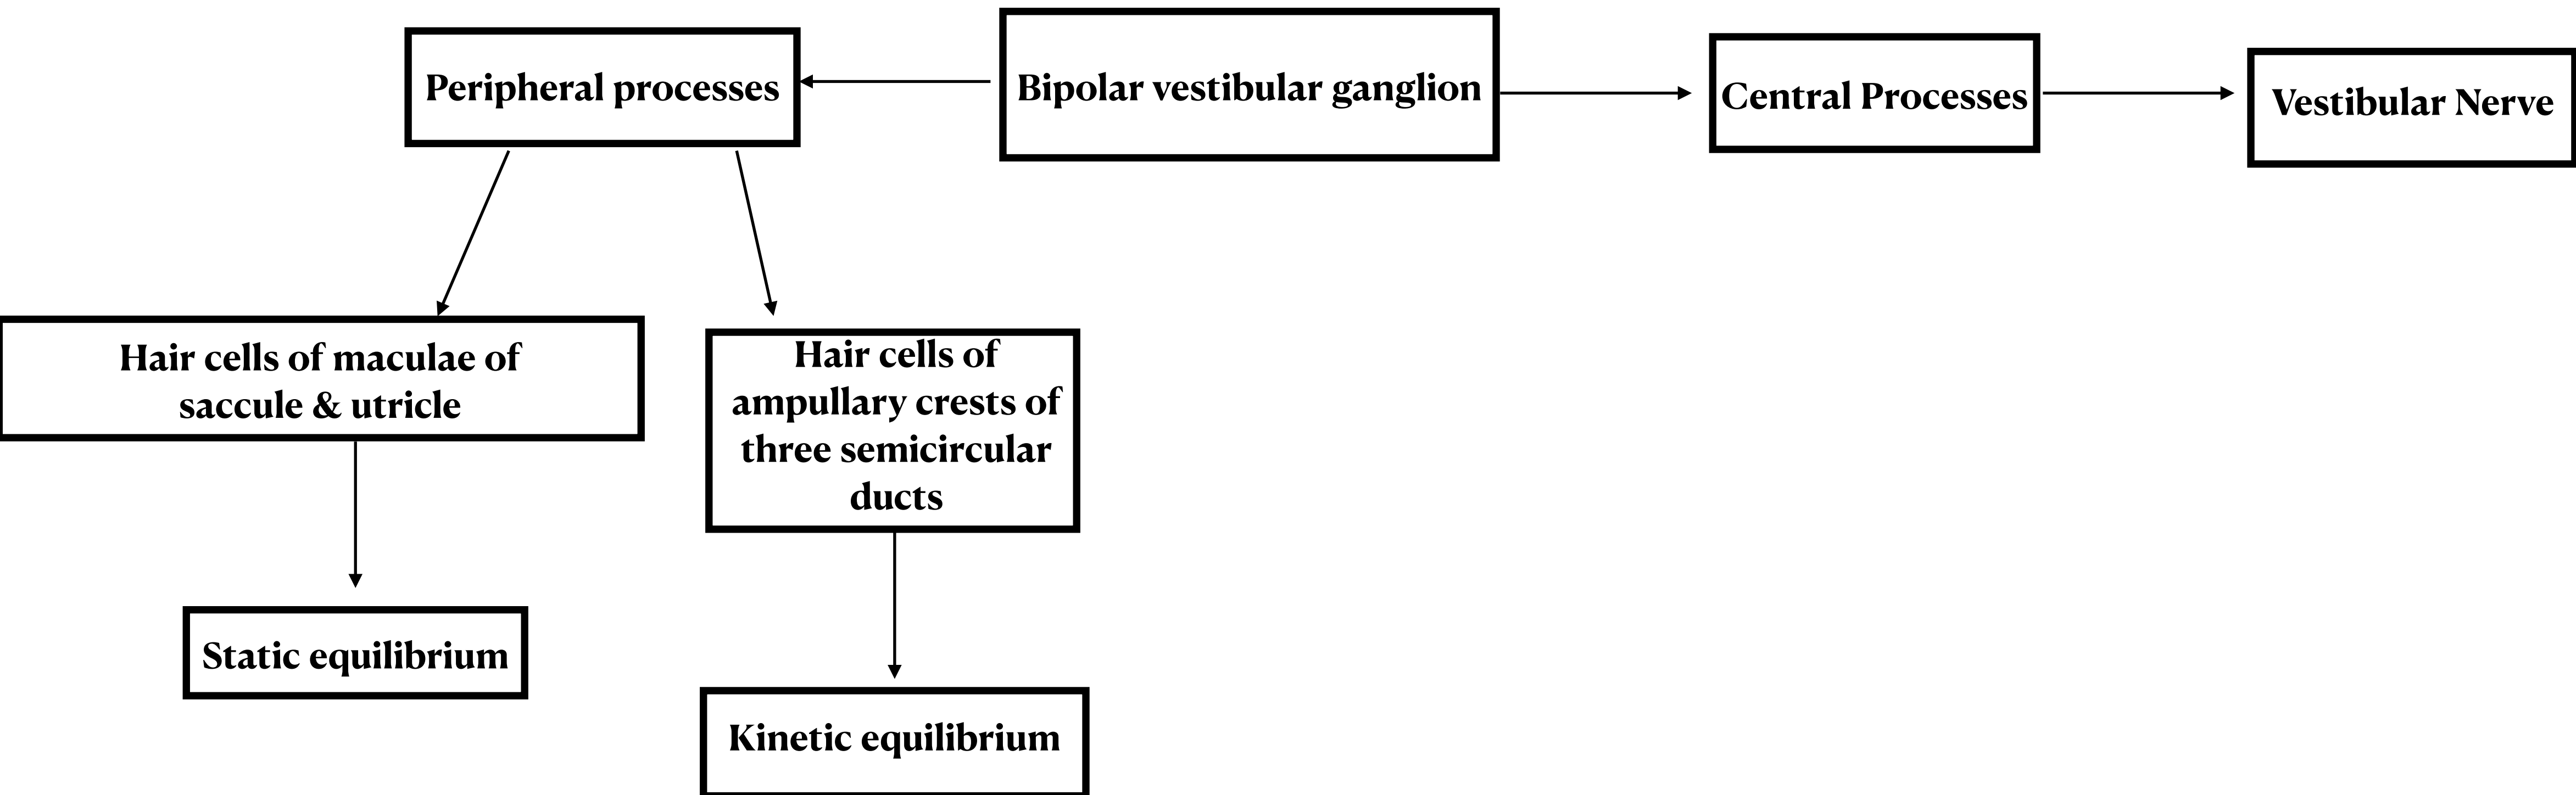 Peripheral processes
Bipolar vestibular ganglion
Central Processes
Vestibular Nerve
Hair cells of maculae of
saccule & utricle
Hair cells of
ampullary crests of
three semicircular
ducts
Static equilibrium
Kinetic equilibrium